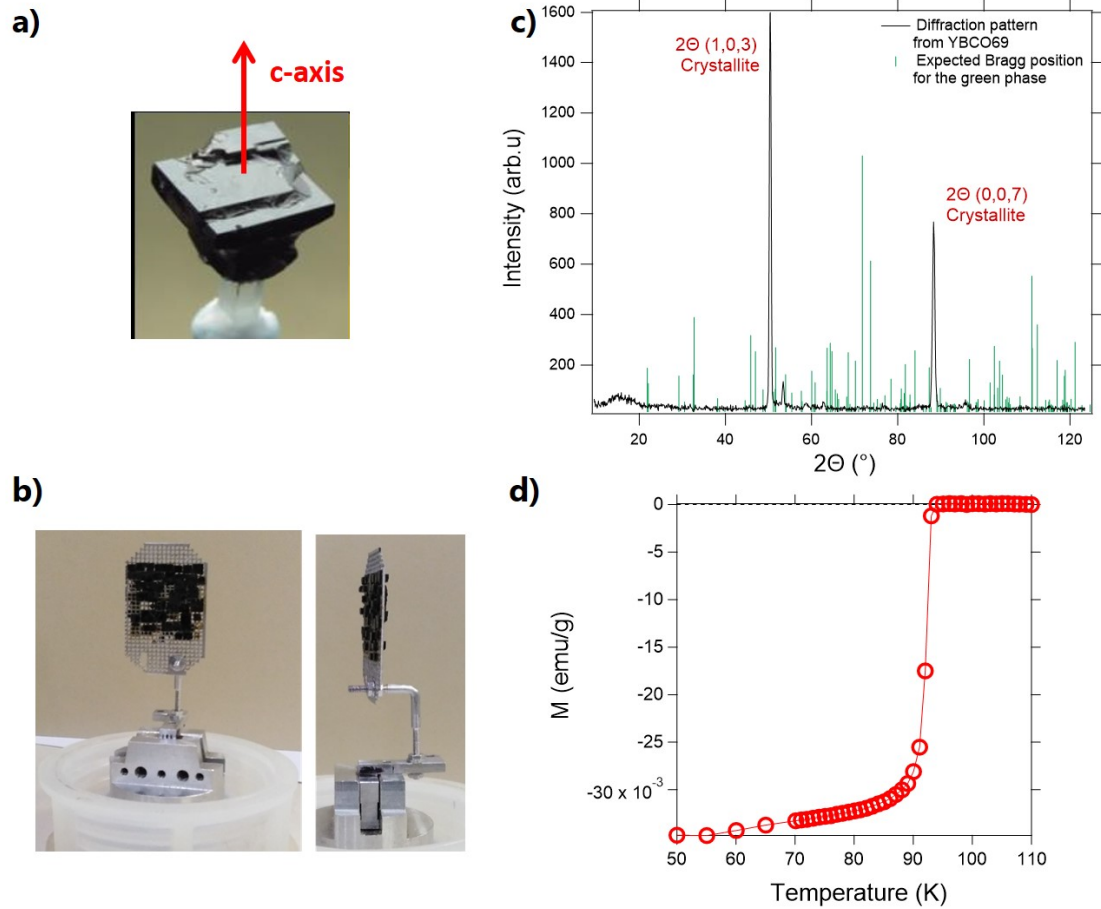 a)
c-axis
b)
c)
1600
1400
1200
1000
800
600
400
200
Intensity (arb.u)
2Θ (1,0,3)
Crystallite
2Θ (0,0,7)
Crystallite
Diffraction pattern
from YBCO69
Expected Bragg position
for the green phase
20 40 60 80 100 120
2Θ (°)
d)
0
-5
-10
-15
-20
-25
-30 x 10-3
M (emu/g)
50 60 70 80 90 100 110
Temperature (K)